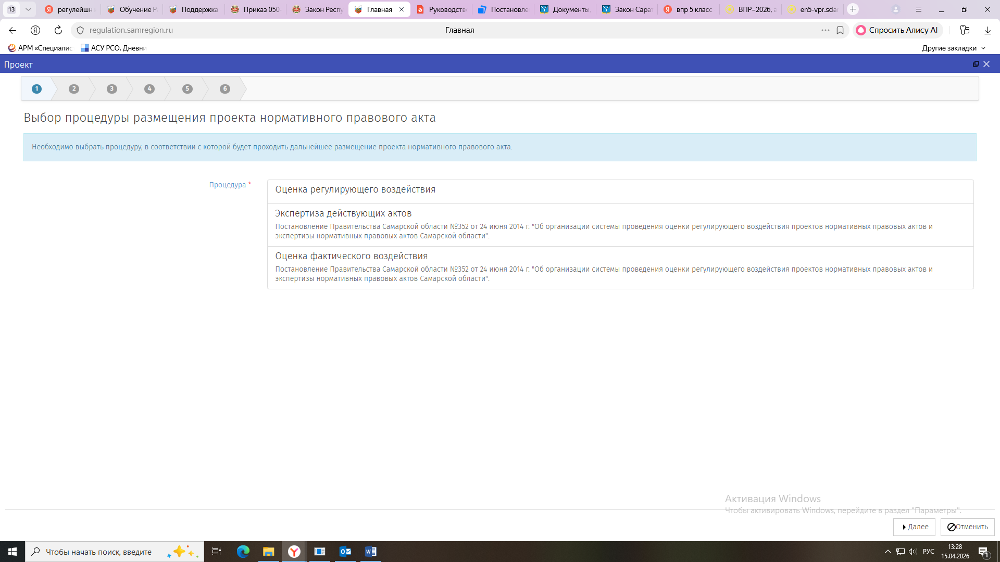 13
регулейшн
Обучение Р
Поддержка
Приказ 050-
Закон Респу
Главная
Руководство
Постановле
Документы,
Закон Сарат
впр 5 класс
ВПР–2026, а
en5-vpr.sda
regulation.samregion.ru
Главная
Спросить Алису AI
АРМ «Специалис
АСУ РСО. Дневни
Другие закладки
Проект
1 2 3 4 5 6
Выбор процедуры размещения проекта нормативного правового акта
Необходимо выбрать процедуру, в соответствии с которой будет проходить дальнейшее размещение проекта нормативного правового акта.
Процедура *
Оценка регулирующего воздействия
Экспертиза действующих актов
Постановление Правительства Самарской области №352 от 24 июня 2014 г. "Об организации системы проведения оценки регулирующего воздействия проектов нормативных правовых актов и
экспертизы нормативных правовых актов Самарской области".
Оценка фактического воздействия
Постановление Правительства Самарской области №352 от 24 июня 2014 г. "Об организации системы проведения оценки регулирующего воздействия проектов нормативных правовых актов и
экспертизы нормативных правовых актов Самарской области".
Активация Windows
Чтобы активировать Windows, перейдите в раздел "Параметры".
Далее
Отменить
Чтобы начать поиск, введите
РУС
13:28
15.04.2026
1